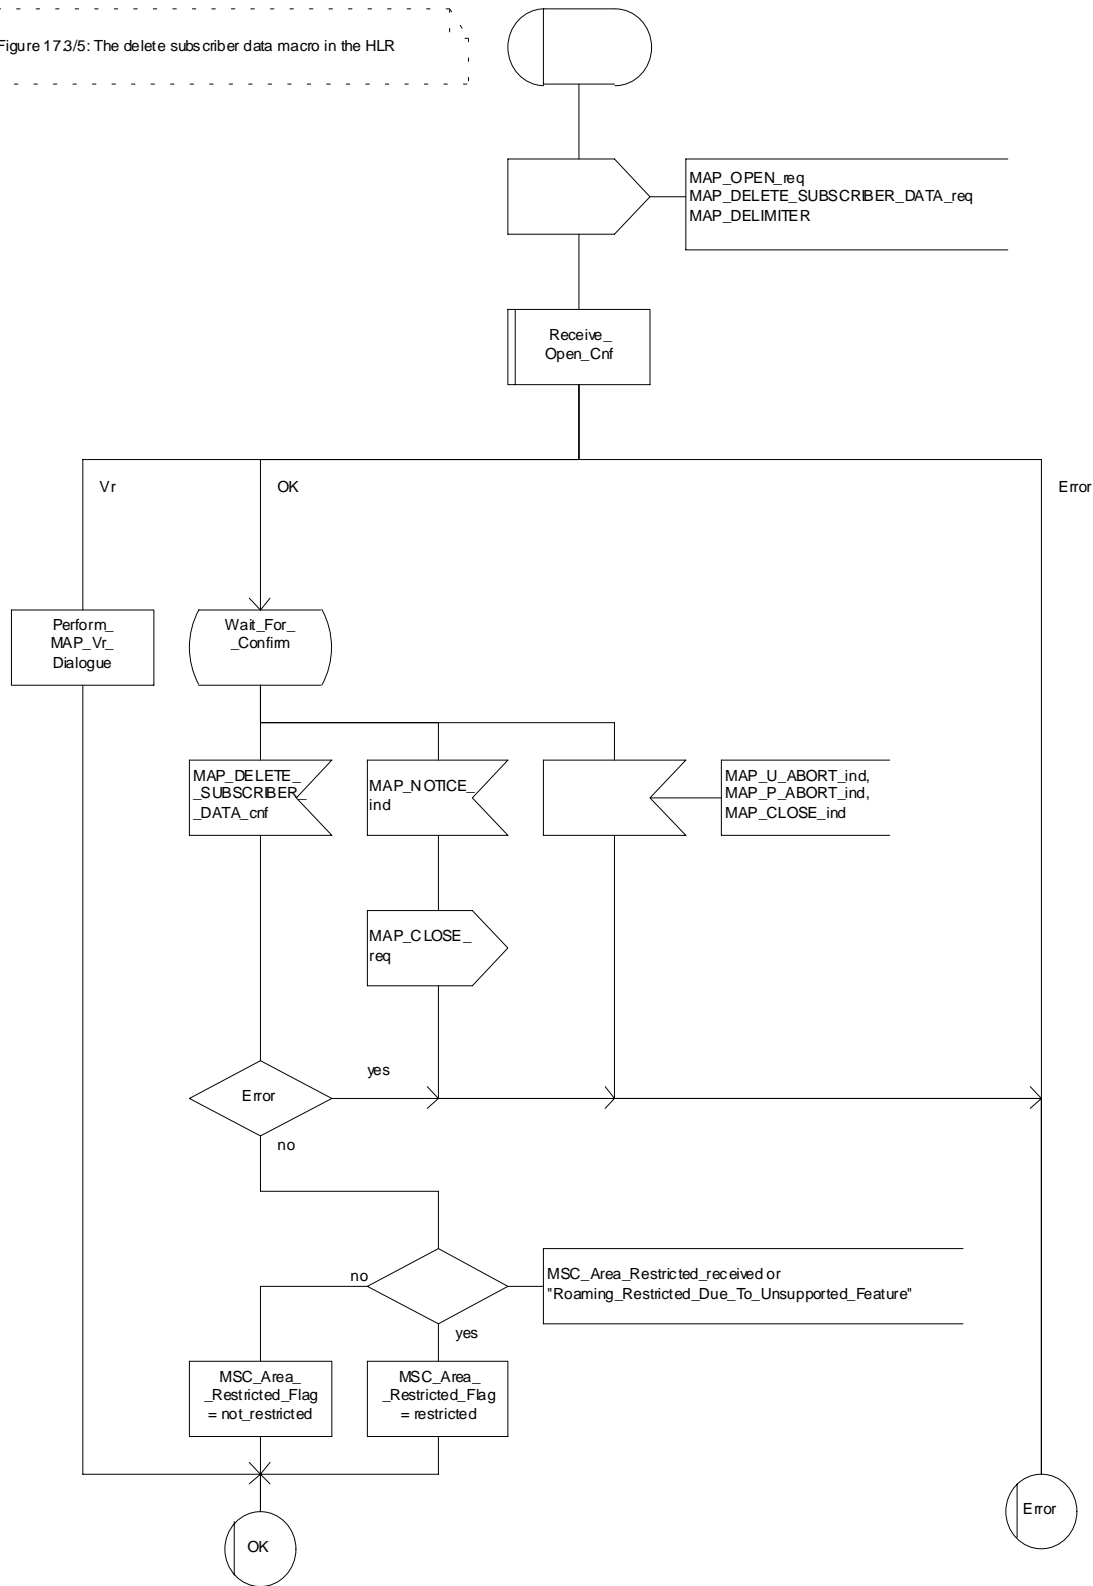 Figure 17.3/5: The delete subscriber data macro in the HLR
MAP_OPEN_req
MAP_DELETE_SUBSCRIBER_DATA_req
MAP_DELIMITER
Receive_
Open_Cnf
Vr
OK
Error
Perform_
MAP_Vr_
Dialogue
Wait_For_
_Confirm
MAP_DELETE_
_SUBSCRIBER_
_DATA_cnf
MAP_NOTICE_
ind
MAP_U_ABORT_ind,
MAP_P_ABORT_ind,
MAP_CLOSE_ind
MAP_CLOSE_
req
Error
yes
no
no
MSC_Area_Restricted_received or
"Roaming_Restricted_Due_To_Unsupported_Feature"
yes
MSC_Area_
_Restricted_Flag
= not_restricted
MSC_Area_
_Restricted_Flag
= restricted
OK
Error